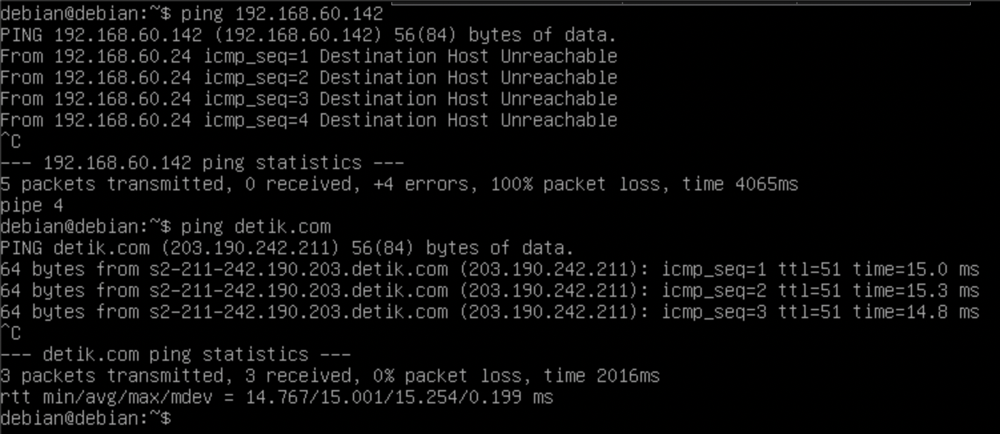 debian@debian:~$ ping 192.168.60.142
PING 192.168.60.142 (192.168.60.142) 56(84) bytes of data.
From 192.168.60.24 icmp_seq=1 Destination Host Unreachable
From 192.168.60.24 icmp_seq=2 Destination Host Unreachable
From 192.168.60.24 icmp_seq=3 Destination Host Unreachable
From 192.168.60.24 icmp_seq=4 Destination Host Unreachable
^C
--- 192.168.60.142 ping statistics ---
5 packets transmitted, 0 received, +4 errors, 100% packet loss, time 4065ms
pipe 4
debian@debian:~$ ping detik.com
PING detik.com (203.190.242.211) 56(84) bytes of data.
64 bytes from s2-211-242.190.203.detik.com (203.190.242.211): icmp_seq=1 ttl=51 time=15.0 ms
64 bytes from s2-211-242.190.203.detik.com (203.190.242.211): icmp_seq=2 ttl=51 time=15.3 ms
64 bytes from s2-211-242.190.203.detik.com (203.190.242.211): icmp_seq=3 ttl=51 time=14.8 ms
^C
--- detik.com ping statistics ---
3 packets transmitted, 3 received, 0% packet loss, time 2016ms
rtt min/avg/max/mdev = 14.767/15.001/15.254/0.199 ms
debian@debian:~$